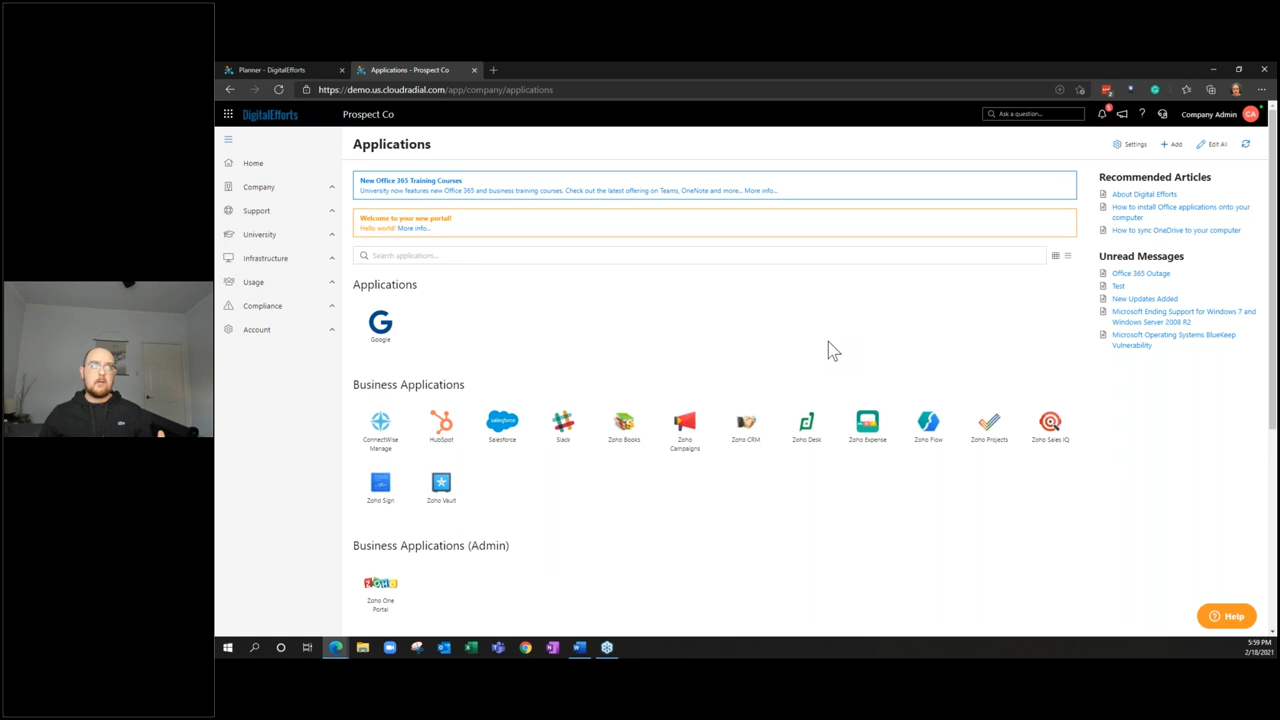 Planner - DigitalEfforts
Applications - Prospect Co
https://demo.us.cloudradial.com/app/company/applications
DigitalEfforts
Prospect Co
Ask a question...
5
Company Admin
CA
Home
Company
Support
University
Infrastructure
Usage
Compliance
Account
Applications
Settings
Add
Edit All
New Office 365 Training Courses
University now features new Office 365 and business training courses. Check out the latest offering on Teams, OneNote and more... More info...
Welcome to your new portal!
Hello world! More info...
Search applications...
Applications
Google
Business Applications
ConnectWise
Manage
HubSpot
salesforce
Salesforce
Slack
Zoho Books
Zoho
Campaigns
Zoho CRM
Zoho Desk
Zoho Expense
Zoho Flow
Zoho Projects
Zoho Sales IQ
Zoho Sign
Zoho Vault
Business Applications (Admin)
ZOHO
Zoho One
Portal
Recommended Articles
About Digital Efforts
How to install Office applications onto your
computer
How to sync OneDrive to your computer
Unread Messages
Office 365 Outage
Test
New Updates Added
Microsoft Ending Support for Windows 7 and
Windows Server 2008 R2
Microsoft Operating Systems BlueKeep
Vulnerability
Help
5:59 PM
2/18/2021